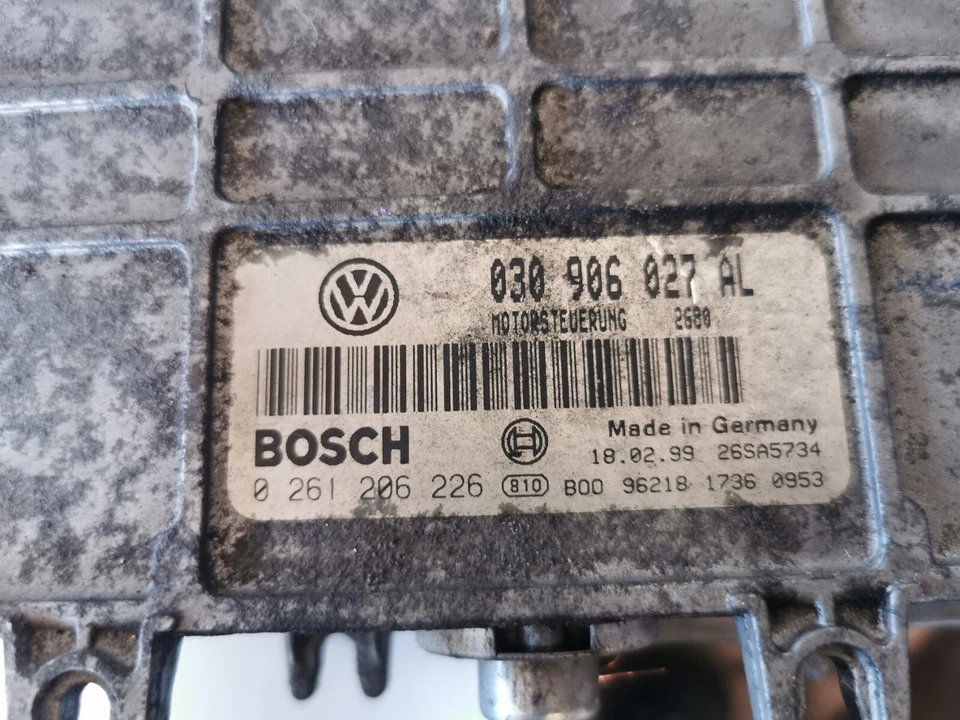 030 906 027 AL
MOTORSTEUERUNG 2680
BOSCH
Made in Germany
18.02.99 26SA5734
0 261 206 226 810 B00 96218 1736 0953